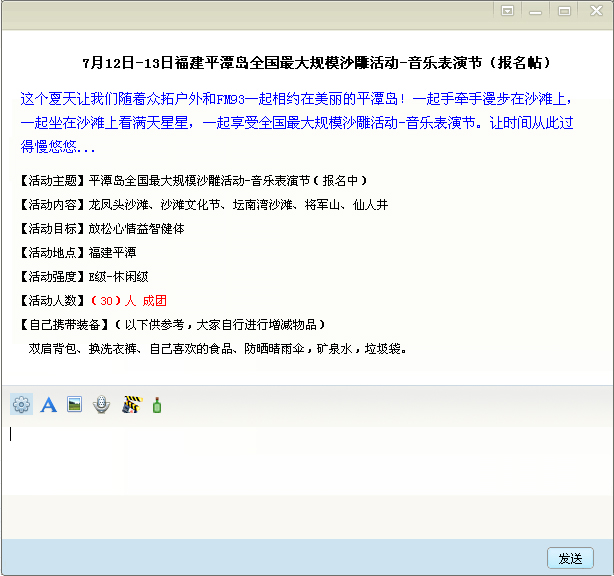 7月12日-13日福建平潭岛全国最大规模沙雕活动-音乐表演节（报名帖）
这个夏天让我们随着众拓户外和FM93一起相约在美丽的平潭岛！一起手牵手漫步在沙滩上，
一起坐在沙滩上看满天星星，一起享受全国最大规模沙雕活动-音乐表演节。让时间从此过
得慢悠悠...
【活动主题】平潭岛全国最大规模沙雕活动-音乐表演节（报名中）
【活动内容】龙凤头沙滩、沙滩文化节、坛南湾沙滩、将军山、仙人井
【活动目标】放松心情益智健体
【活动地点】福建平潭
【活动强度】E级-休闲级
【活动人数】（30）人 成团
【自己携带装备】（以下供参考，大家自行进行增减物品）
双肩背包、换洗衣裤、自己喜欢的食品、防晒晴雨伞，矿泉水，垃圾袋。
发送